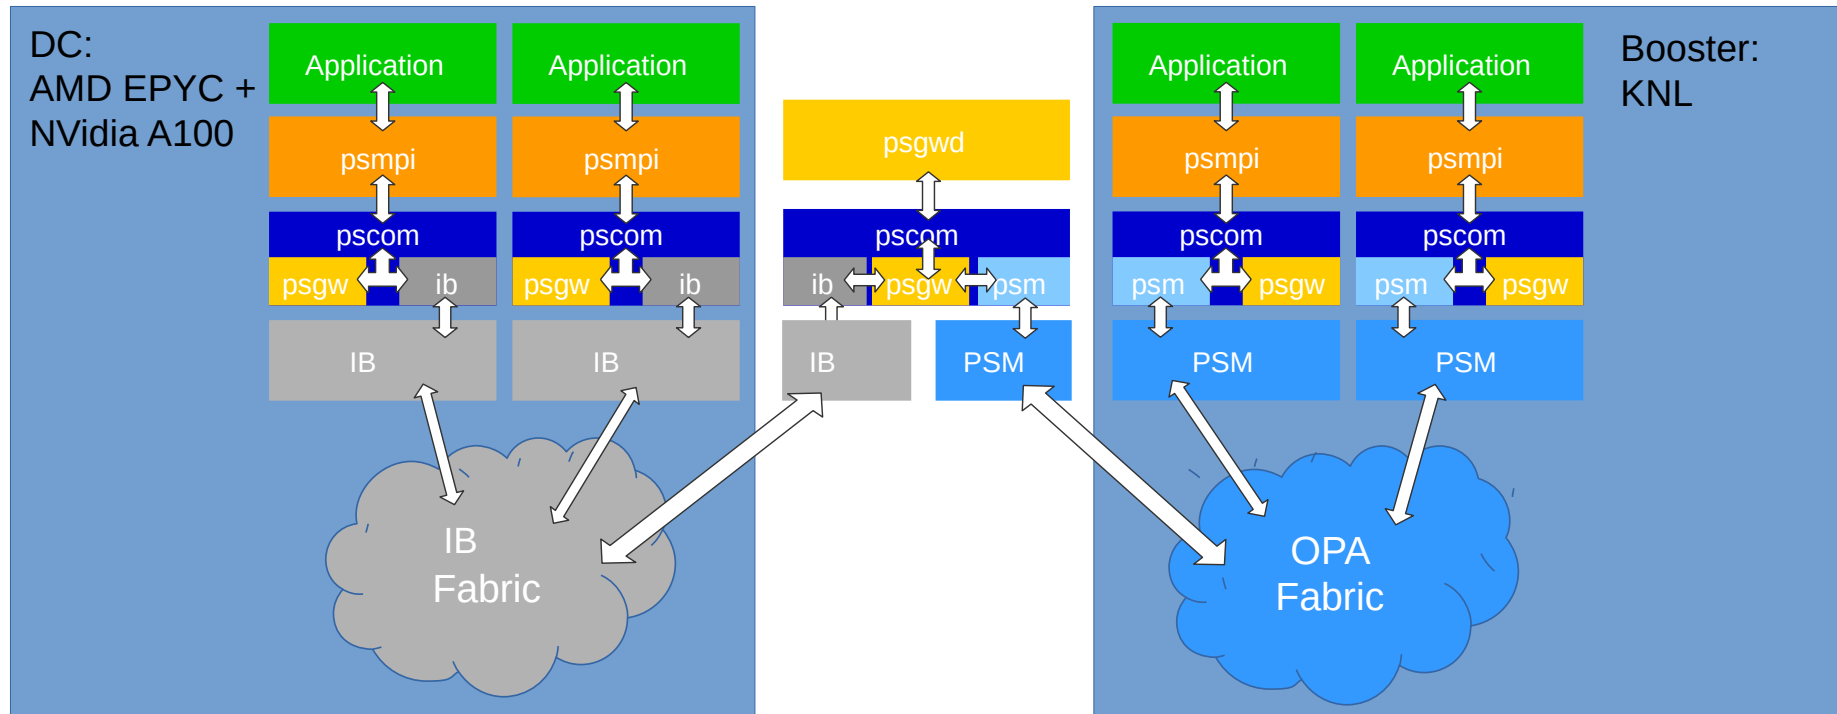 DC:
AMD EPYC +
NVidia A100
Application
Application
psmpi
psmpi
pscom
pscom
psgw
ib
psgw
ib
IB
IB
IB
Fabric
psgwd
pscom
ib
psgw
psm
IB
PSM
Application
Application
Booster:
KNL
psmpi
psmpi
pscom
pscom
psm
psgw
psm
psgw
PSM
PSM
OPA
Fabric